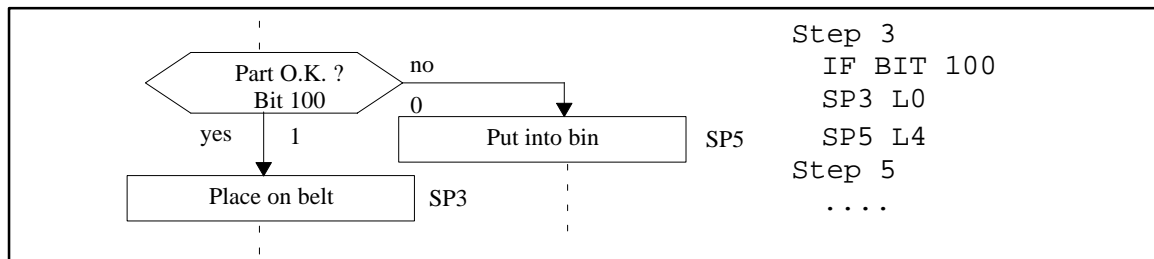 Part O.K. ?
Bit 100
no
0
yes
1
Put into bin
SP5
Place on belt
SP3
Step 3
IF BIT 100
SP3 L0
SP5 L4
Step 5
....